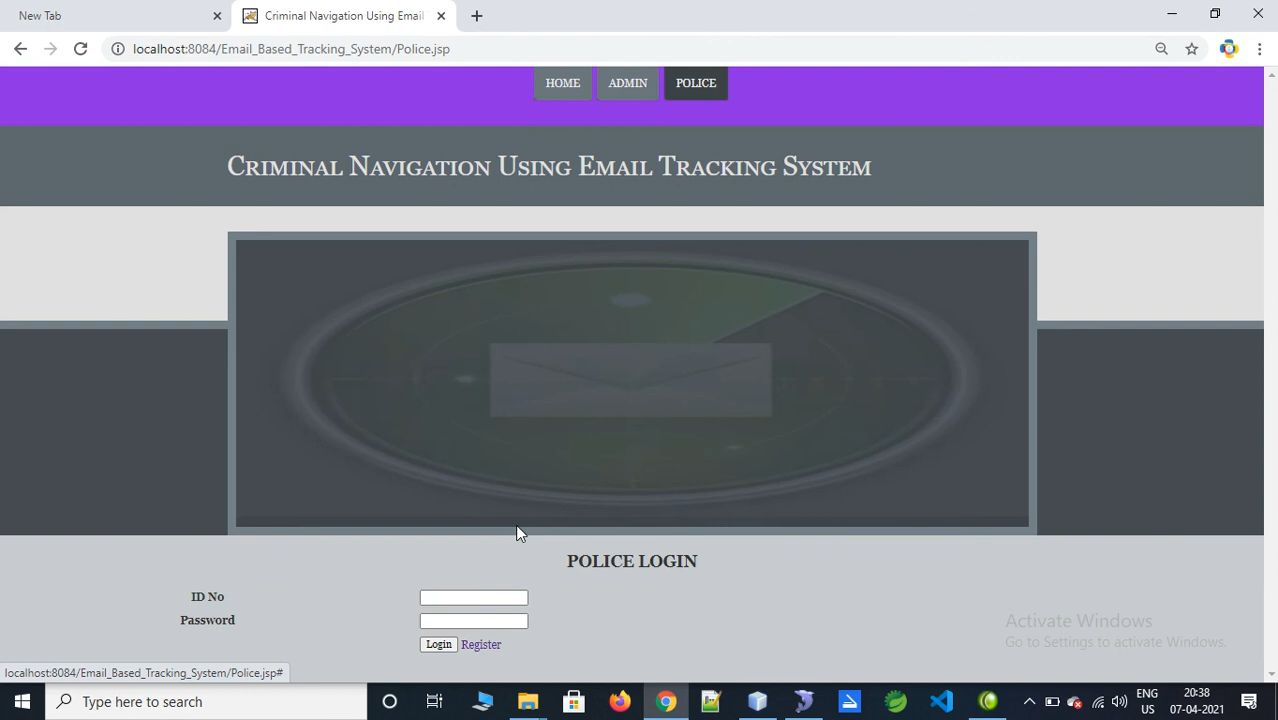 New Tab
Criminal Navigation Using Email
localhost:8084/Email_Based_Tracking_System/Police.jsp
HOME ADMIN POLICE
Criminal Navigation Using Email Tracking System
POLICE LOGIN
ID No
Password
Login Register
Activate Windows
Go to Settings to activate Windows.
localhost:8084/Email_Based_Tracking_System/Police.jsp#
Type here to search
ENG
US
20:38
07-04-2021